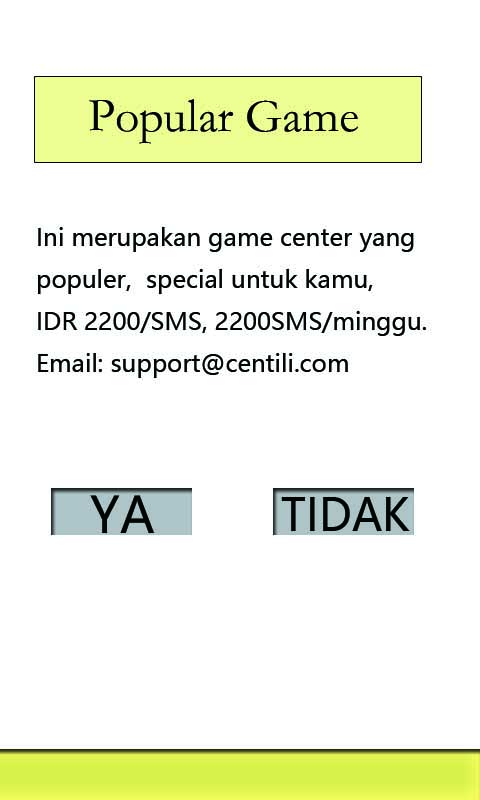 Popular Game
Ini merupakan game center yang
populer,  special untuk kamu,
IDR 2200/SMS, 2200SMS/minggu.
Email: support@centili.com
YA TIDAK